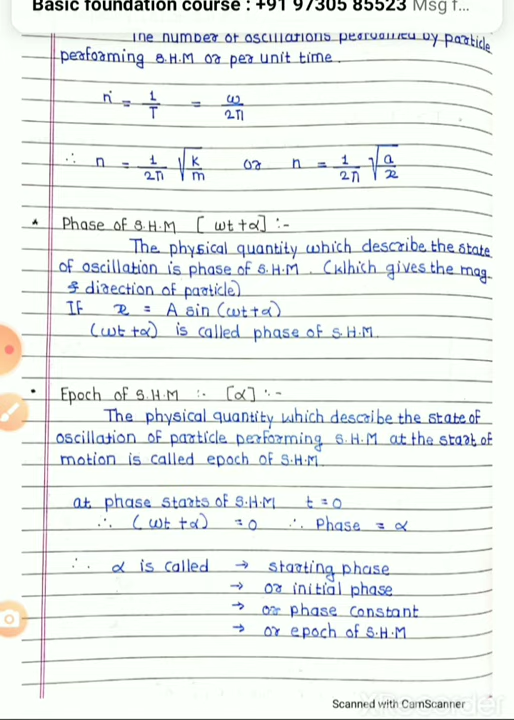 Basic foundation course : +91 97305 85523 Msg f...
The number of oscillations performed by particle
performing S.H.M or per unit time.
n = 1/T = ω/2π
∴ n = 1/2π √k/m or n = 1/2π √a/x
* Phase of S.H.M [ωt+α] :-
The physical quantity which describe the state
of oscillation is phase of S.H.M. (Which gives the mag-
& direction of particle)
If x = A sin (ωt+α)
(ωt+α) is called phase of S.H.M.
• Epoch of S.H.M :- [α] :-
The physical quantity which describe the state of
oscillation of particle performing S.H.M at the start of
motion is called epoch of S.H.M.
at phase starts of S.H.M t=0
∴ (ωt+α) =0 ∴ Phase = α
∴ α is called → starting phase
→ or initial phase
→ or phase constant
→ or epoch of S.H.M
Scanned with CamScanner
XRecorder